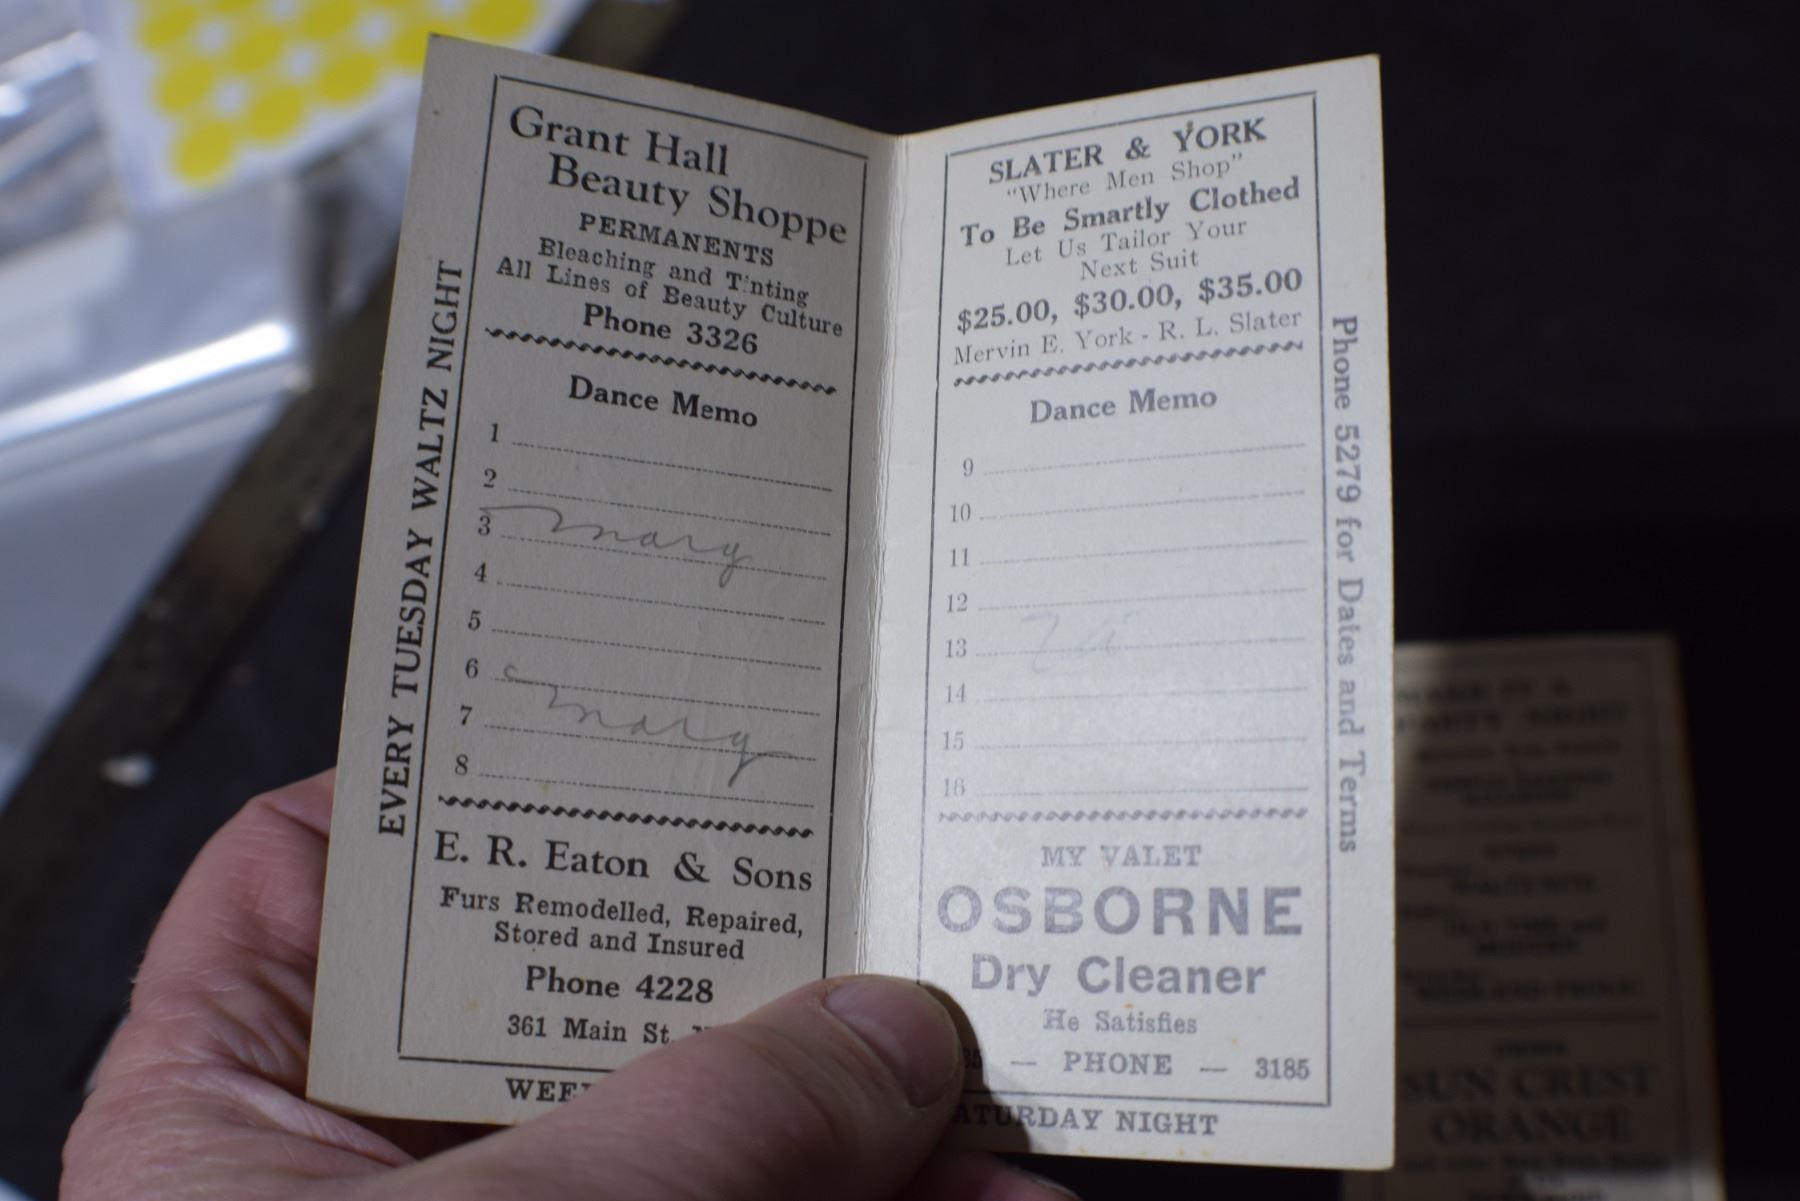 EVERY TUESDAY WALTZ NIGHT
Grant Hall
Beauty Shoppe
PERMANENTS
Bleaching and Tinting
All Lines of Beauty Culture
Phone 3326
Dance Memo
1
2
3 Mary
4
5
6
7 Mary
8
E. R. Eaton & Sons
Furs Remodelled, Repaired,
Stored and Insured
Phone 4228
361 Main St.
SLATER & YORK
"Where Men Shop"
To Be Smartly Clothed
Let Us Tailor Your
Next Suit
$25.00, $30.00, $35.00
Mervin E. York - R. L. Slater
Dance Memo
9
10
11
12
13
14
15
16
MY VALET
OSBORNE
Dry Cleaner
He Satisfies
— PHONE — 3185
NIGHT
Phone 5279 for Dates and Terms
MAKE IT A
PARTY NIGHT
SUN CREST
ORANGE